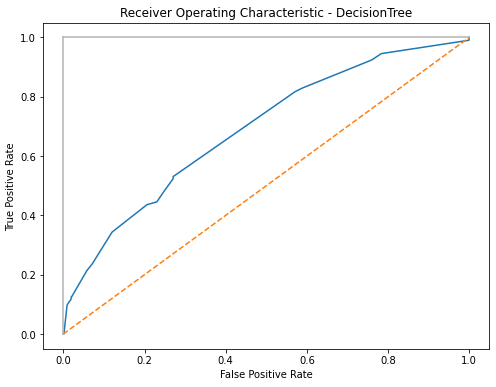 Receiver Operating Characteristic - DecisionTree
True Positive Rate
1.0
0.8
0.6
0.4
0.2
0.0
0.0 0.2 0.4 0.6 0.8 1.0
False Positive Rate